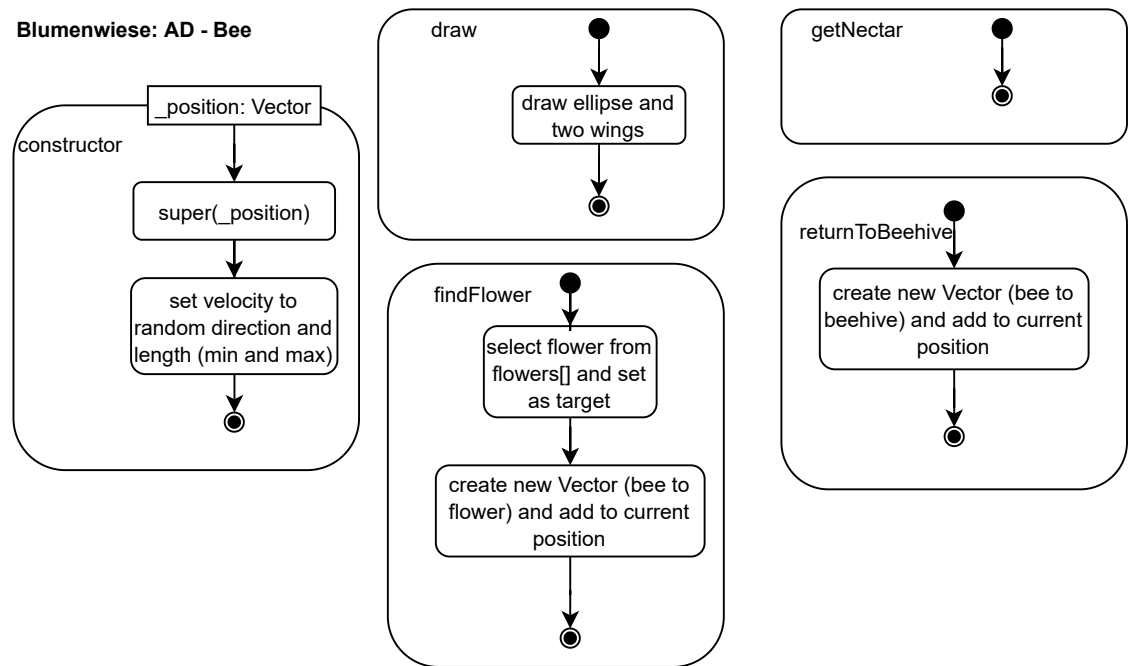 Blumenwiese: AD - Bee
_position: Vector
constructor
super(_position)
set velocity to
random direction and
length (min and max)
draw
draw ellipse and
two wings
findFlower
select flower from
flowers[] and set
as target
create new Vector (bee to
flower) and add to current
position
getNectar
returnToBeehive
create new Vector (bee to
beehive) and add to current
position